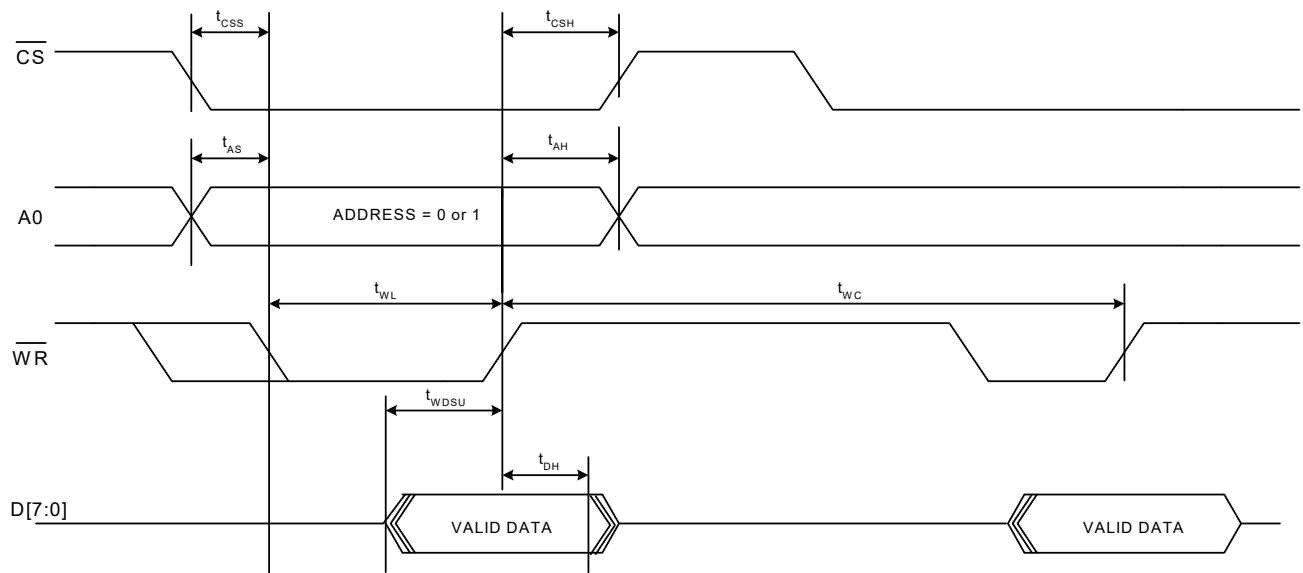 tCSS
tCSH
CS
tAS
tAH
A0
ADDRESS = 0 or 1
tWL
tWC
WR
tWDSU
tDH
D[7:0]
VALID DATA
VALID DATA